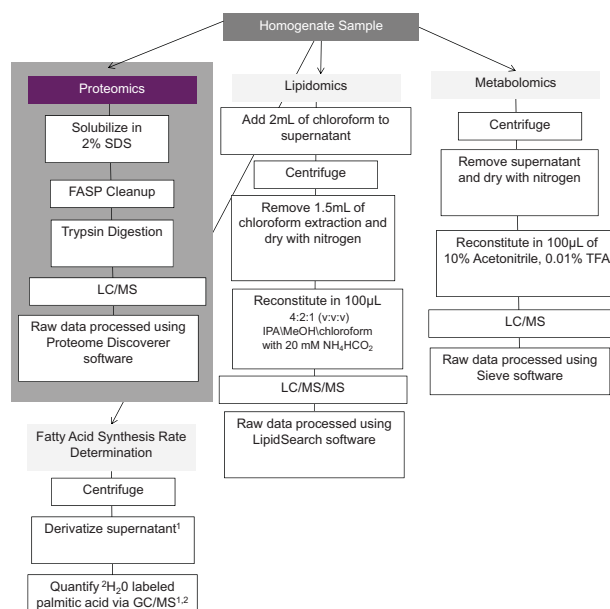 Homogenate Sample
Proteomics
Solubilize in
2% SDS
FASP Cleanup
Trypsin Digestion
LC/MS
Raw data processed using
Proteome Discoverer
software
Lipidomics
Add 2mL of chloroform to
supernatant
Centrifuge
Remove 1.5mL of
chloroform extraction and
dry with nitrogen
Reconstitute in 100µL
4:2:1 (v:v:v)
IPA\MeOH\chloroform
with 20 mM NH₄HCO₂
LC/MS/MS
Raw data processed using
LipidSearch software
Metabolomics
Centrifuge
Remove supernatant
and dry with nitrogen
Reconstitute in 100µL of
10% Acetonitrile, 0.01% TFA
LC/MS
Raw data processed using
Sieve software
Fatty Acid Synthesis Rate
Determination
Centrifuge
Derivatize supernatant¹
Quantify ²H₂0 labeled
palmitic acid via GC/MS¹,²